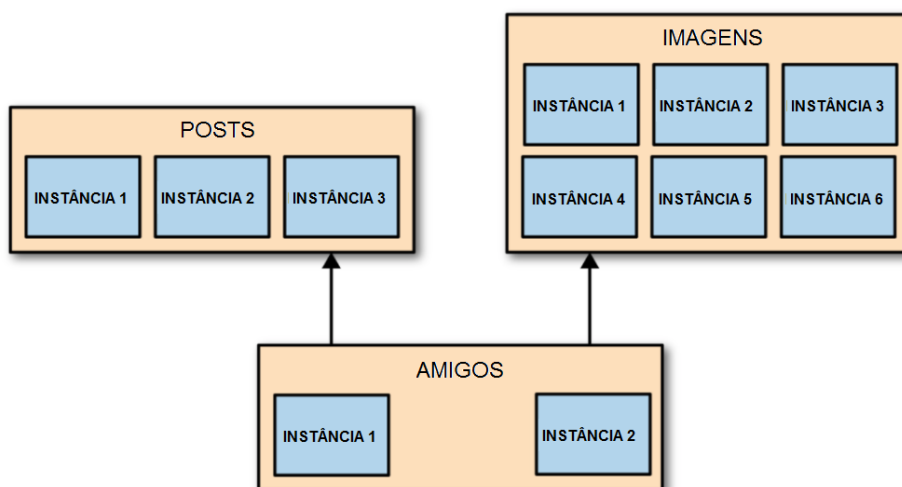 POSTS
INSTÂNCIA 1 INSTÂNCIA 2 INSTÂNCIA 3
IMAGENS
INSTÂNCIA 1 INSTÂNCIA 2 INSTÂNCIA 3
INSTÂNCIA 4 INSTÂNCIA 5 INSTÂNCIA 6
AMIGOS
INSTÂNCIA 1 INSTÂNCIA 2